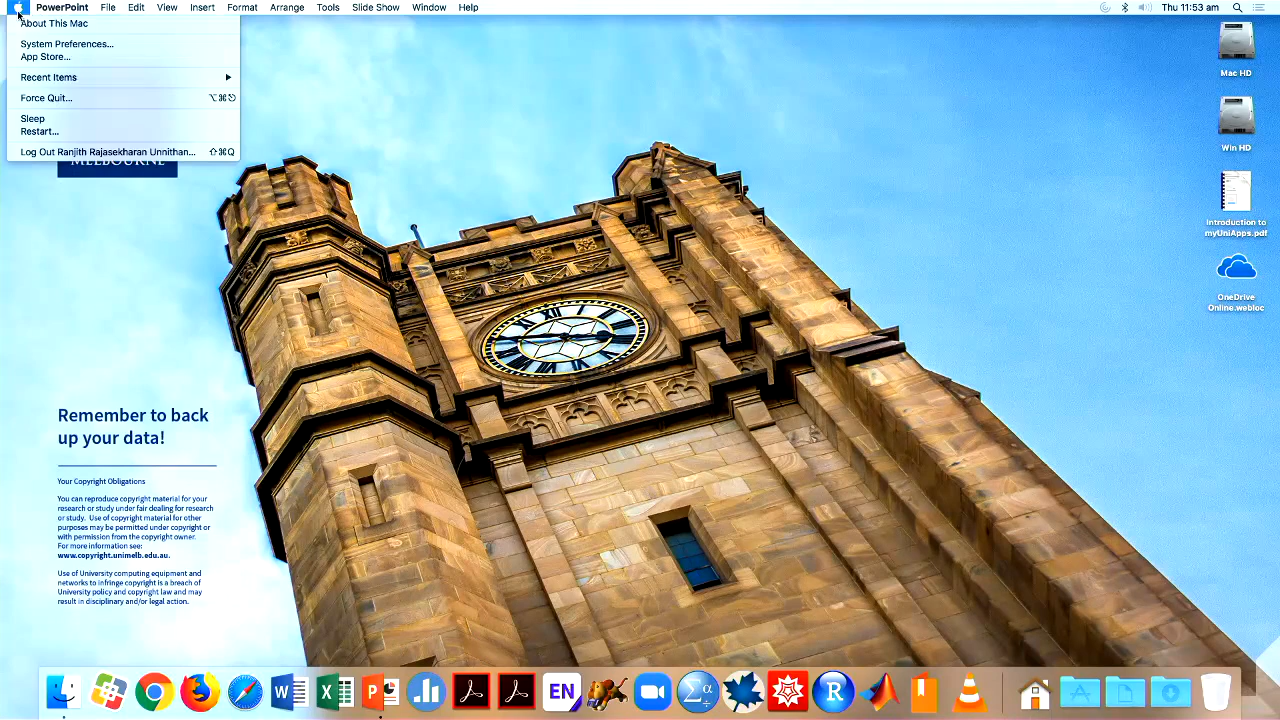 PowerPoint File Edit View Insert Format Arrange Tools Slide Show Window Help Thu 11:53 am
About This Mac
System Preferences...
App Store...
Recent Items
Force Quit... ⌥⌘⎋
Sleep
Restart...
Log Out Ranjith Rajasekharan Unnithan... ⇧⌘Q
MELBOURNE
Mac HD
Win HD
Introduction to
myUniApps.pdf
OneDrive
Online.webloc
Remember to back
up your data!
Your Copyright Obligations
You can reproduce copyright material for your
research or study under fair dealing for research
or study. Use of copyright material for other
purposes may be permitted under copyright or
with permission from the copyright owner.
For more information see:
www.copyright.unimelb.edu.au.
Use of University computing equipment and
networks to infringe copyright is a breach of
University policy and copyright law and may
result in disciplinary and/or legal action.
W X P EN Σα R